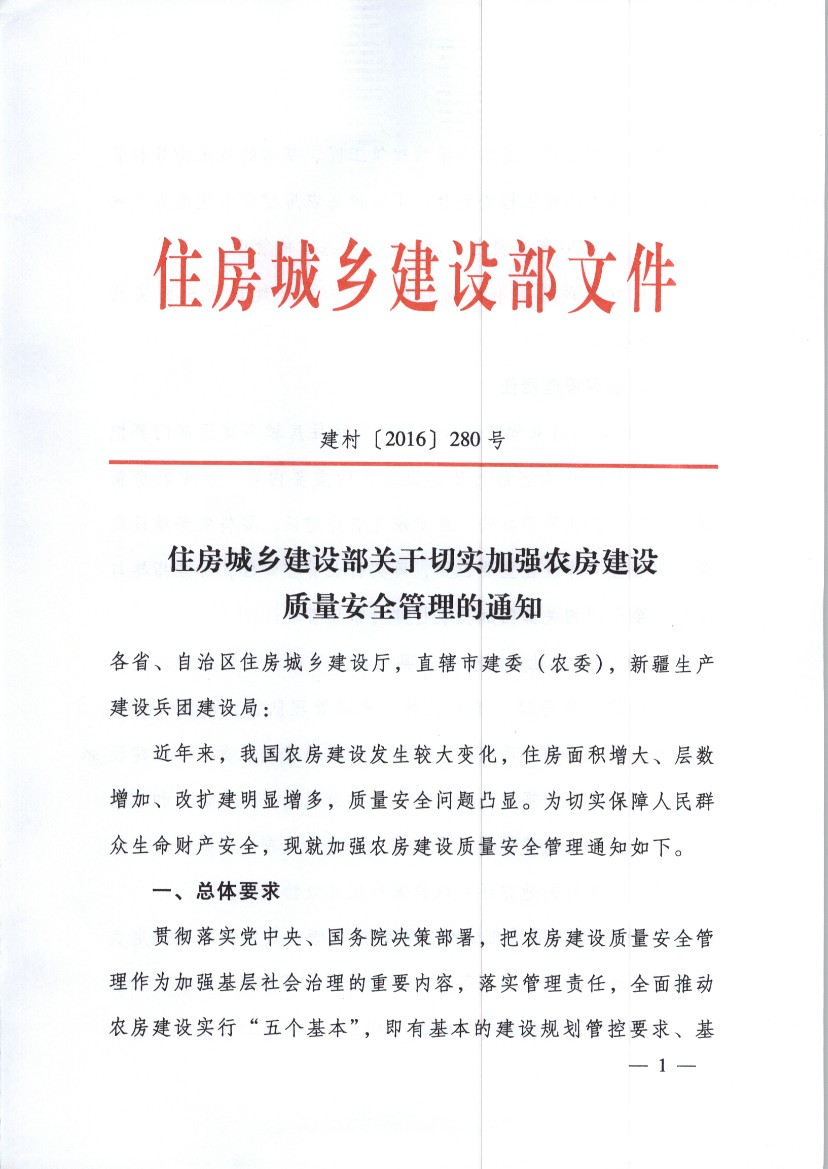 住房城乡建设部文件
建村〔2016〕280号
住房城乡建设部关于切实加强农房建设
质量安全管理的通知
各省、自治区住房城乡建设厅，直辖市建委（农委），新疆生产
建设兵团建设局：
近年来，我国农房建设发生较大变化，住房面积增大、层数
增加、改扩建明显增多，质量安全问题凸显。为切实保障人民群
众生命财产安全，现就加强农房建设质量安全管理通知如下。
一、总体要求
贯彻落实党中央、国务院决策部署，把农房建设质量安全管
理作为加强基层社会治理的重要内容，落实管理责任，全面推动
农房建设实行“五个基本”，即有基本的建设规划管控要求、基
— 1 —